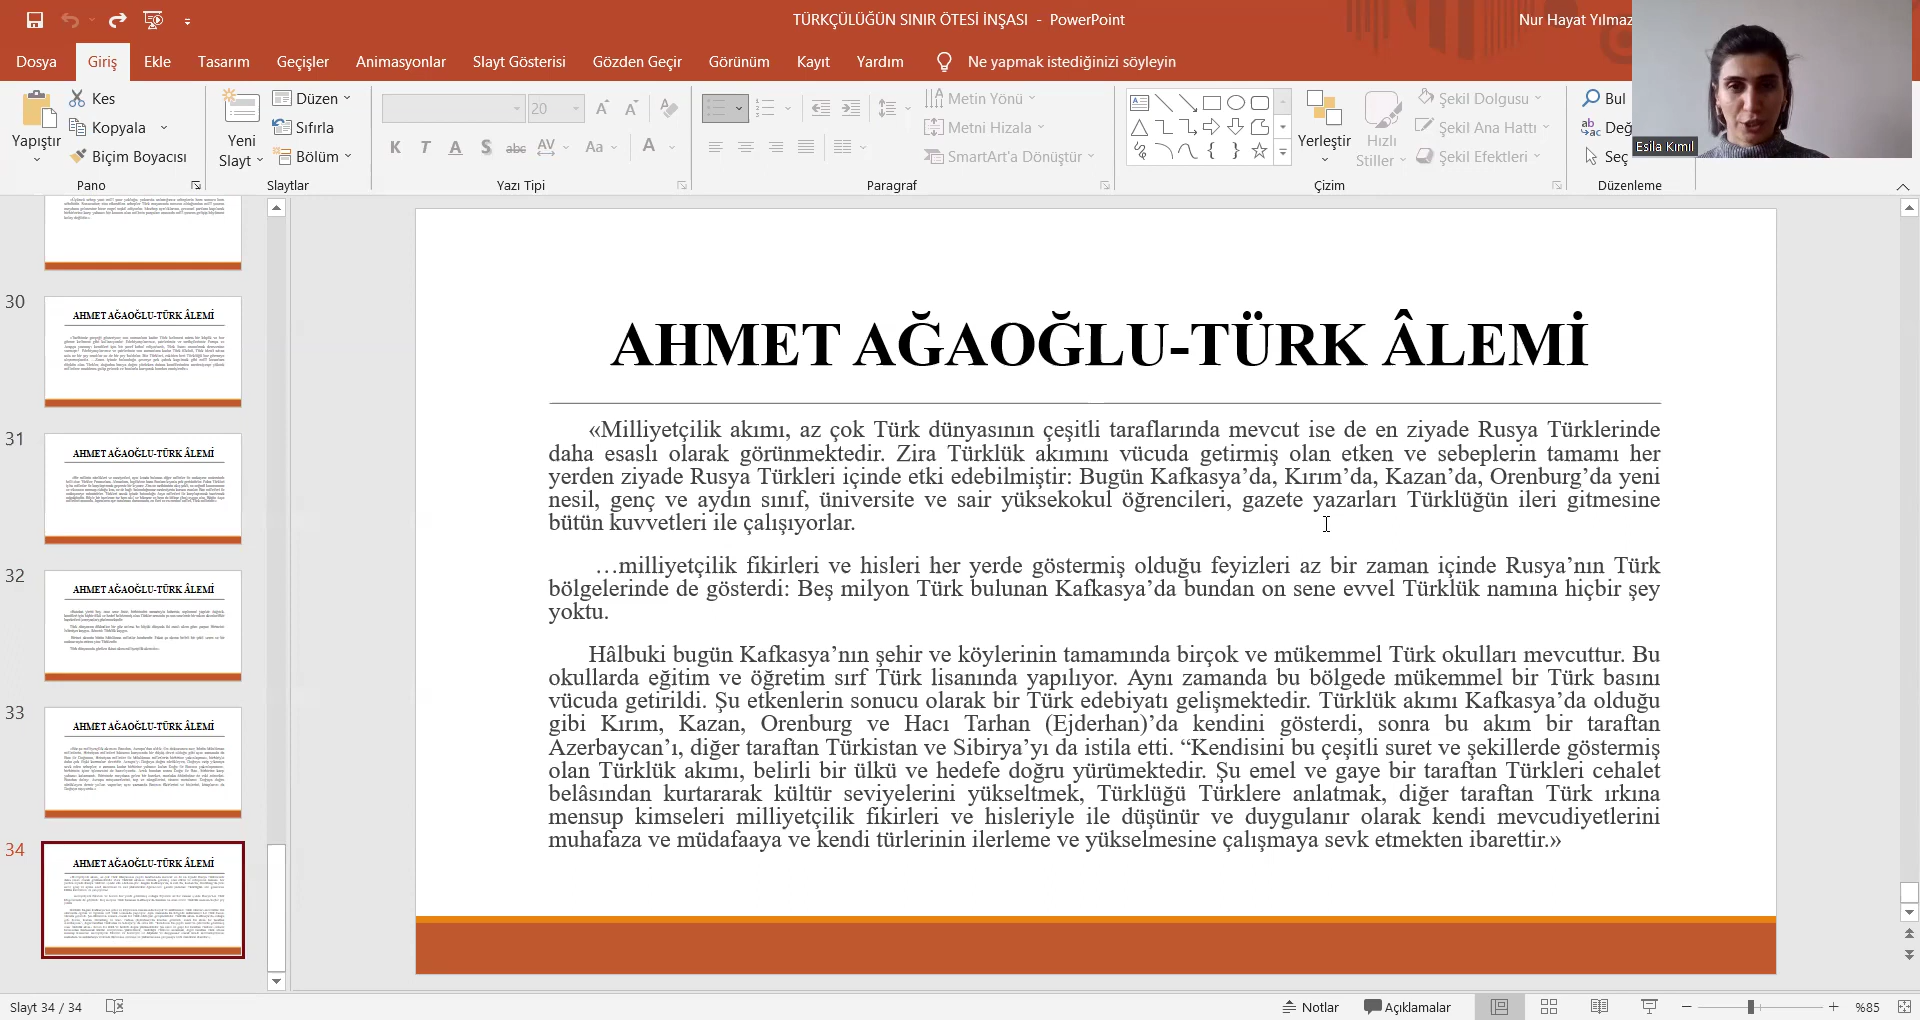 TÜRKÇÜLÜĞÜN SINIR ÖTESİ İNŞASI - PowerPoint
Nur Hayat Yılmaz
Dosya Giriş Ekle Tasarım Geçişler Animasyonlar Slayt Gösterisi Gözden Geçir Görünüm Kayıt Yardım Ne yapmak istediğinizi söyleyin
Yapıştır
Kes
Kopyala
Biçim Boyacısı
Pano
Yeni
Slayt
Düzen
Sıfırla
Bölüm
Slaytlar
20
K T A S abc AV Aa A
Yazı Tipi
Metin Yönü
Metni Hizala
SmartArt'a Dönüştür
Paragraf
Yerleştir
Hızlı
Stiller
Şekil Dolgusu
Şekil Ana Hattı
Şekil Efektleri
Çizim
Bul
Değ
Seç
Düzenleme
Esila Kımıl
30
AHMET AĞAOĞLU-TÜRK ÂLEMİ
31
AHMET AĞAOĞLU-TÜRK ÂLEMİ
32
AHMET AĞAOĞLU-TÜRK ÂLEMİ
33
AHMET AĞAOĞLU-TÜRK ÂLEMİ
34
AHMET AĞAOĞLU-TÜRK ÂLEMİ
AHMET AĞAOĞLU-TÜRK ÂLEMİ
«Milliyetçilik akımı, az çok Türk dünyasının çeşitli taraflarında mevcut ise de en ziyade Rusya Türklerinde
daha esaslı olarak görünmektedir. Zira Türklük akımını vücuda getirmiş olan etken ve sebeplerin tamamı her
yerden ziyade Rusya Türkleri içinde etki edebilmiştir: Bugün Kafkasya’da, Kırım’da, Kazan’da, Orenburg’da yeni
nesil, genç ve aydın sınıf, üniversite ve sair yüksekokul öğrencileri, gazete yazarları Türklüğün ileri gitmesine
bütün kuvvetleri ile çalışıyorlar.
…milliyetçilik fikirleri ve hisleri her yerde göstermiş olduğu feyizleri az bir zaman içinde Rusya’nın Türk
bölgelerinde de gösterdi: Beş milyon Türk bulunan Kafkasya’da bundan on sene evvel Türklük namına hiçbir şey
yoktu.
Hâlbuki bugün Kafkasya’nın şehir ve köylerinin tamamında birçok ve mükemmel Türk okulları mevcuttur. Bu
okullarda eğitim ve öğretim sırf Türk lisanında yapılıyor. Aynı zamanda bu bölgede mükemmel bir Türk basını
vücuda getirildi. Şu etkenlerin sonucu olarak bir Türk edebiyatı gelişmektedir. Türklük akımı Kafkasya’da olduğu
gibi Kırım, Kazan, Orenburg ve Hacı Tarhan (Ejderhan)’da kendini gösterdi, sonra bu akım bir taraftan
Azerbaycan’ı, diğer taraftan Türkistan ve Sibirya’yı da istila etti. “Kendisini bu çeşitli suret ve şekillerde göstermiş
olan Türklük akımı, belirli bir ülkü ve hedefe doğru yürümektedir. Şu emel ve gaye bir taraftan Türkleri cehalet
belâsından kurtararak kültür seviyelerini yükseltmek, Türklüğü Türklere anlatmak, diğer taraftan Türk ırkına
mensup kimseleri milliyetçilik fikirleri ve hisleriyle ile düşünür ve duygulanır olarak kendi mevcudiyetlerini
muhafaza ve müdafaaya ve kendi türlerinin ilerleme ve yükselmesine çalışmaya sevk etmekten ibarettir.»
Slayt 34 / 34
Notlar
Açıklamalar
%85